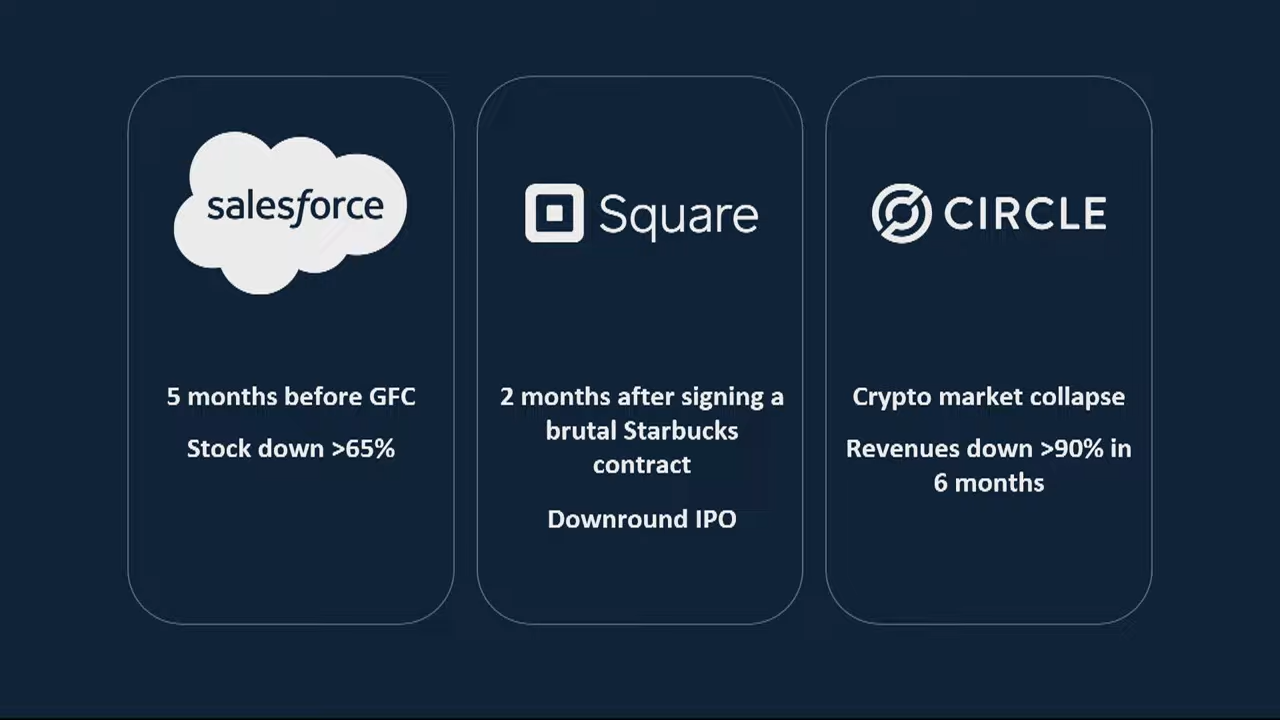 salesforce
5 months before GFC
Stock down >65%
Square
2 months after signing a
brutal Starbucks
contract
Downround IPO
CIRCLE
Crypto market collapse
Revenues down >90% in
6 months